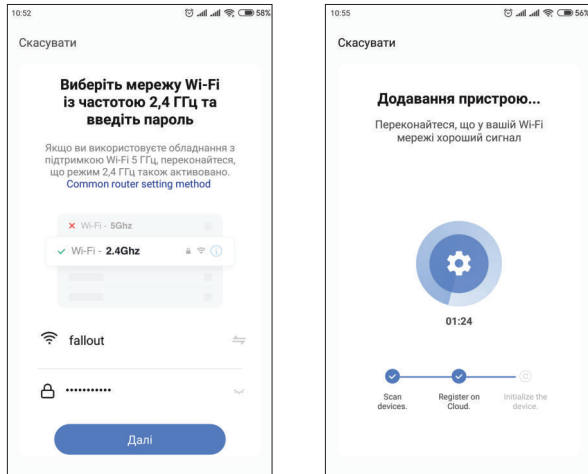 10:52
58%
Скасувати
Виберіть мережу Wi-Fi
із частотою 2,4 ГГц та
введіть пароль
Якщо ви використовуєте обладнання з
підтримкою Wi-Fi 5 ГГц, переконайтеся,
що режим 2,4 ГГц також активовано.
Common router setting method
Wi-Fi - 5Ghz
Wi-Fi - 2.4Ghz
fallout
•••••••••••
Далі
10:55
56%
Скасувати
Додавання пристрою...
Переконайтеся, що у вашій Wi-Fi
мережі хороший сигнал
01:24
Scan
devices.
Register on
Cloud.
Initialize the
device.